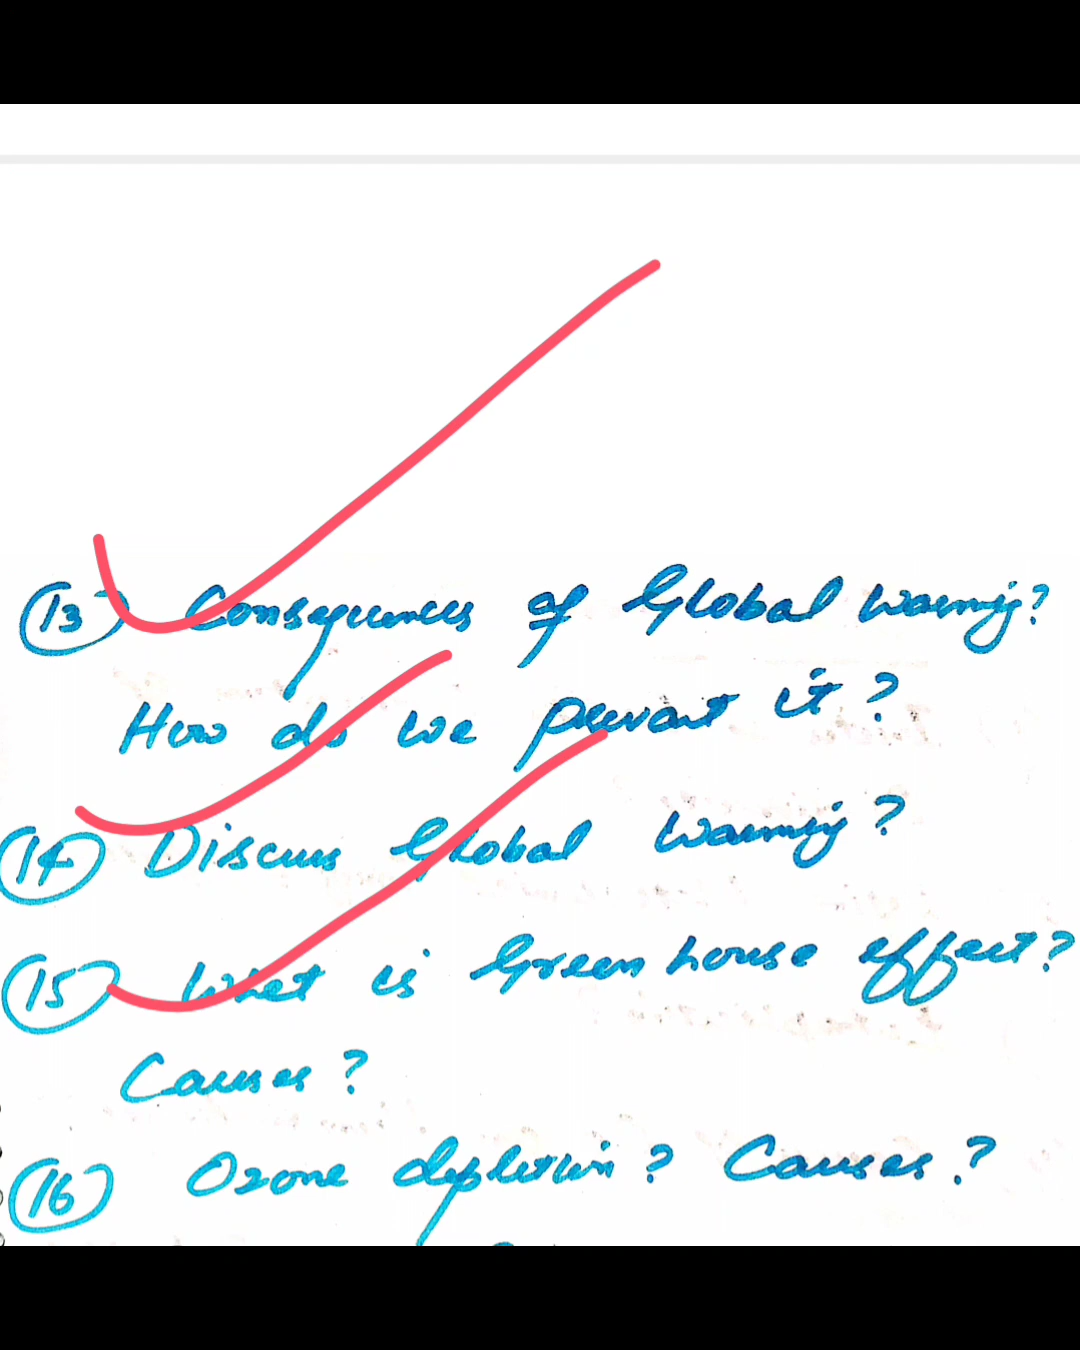 (13) Consequences of Global Warming?
How do we prevent it?
(14) Discuss Global Warming?
(15) What is Green house effect?
Causes?
(16) Ozone depletion? Causes?